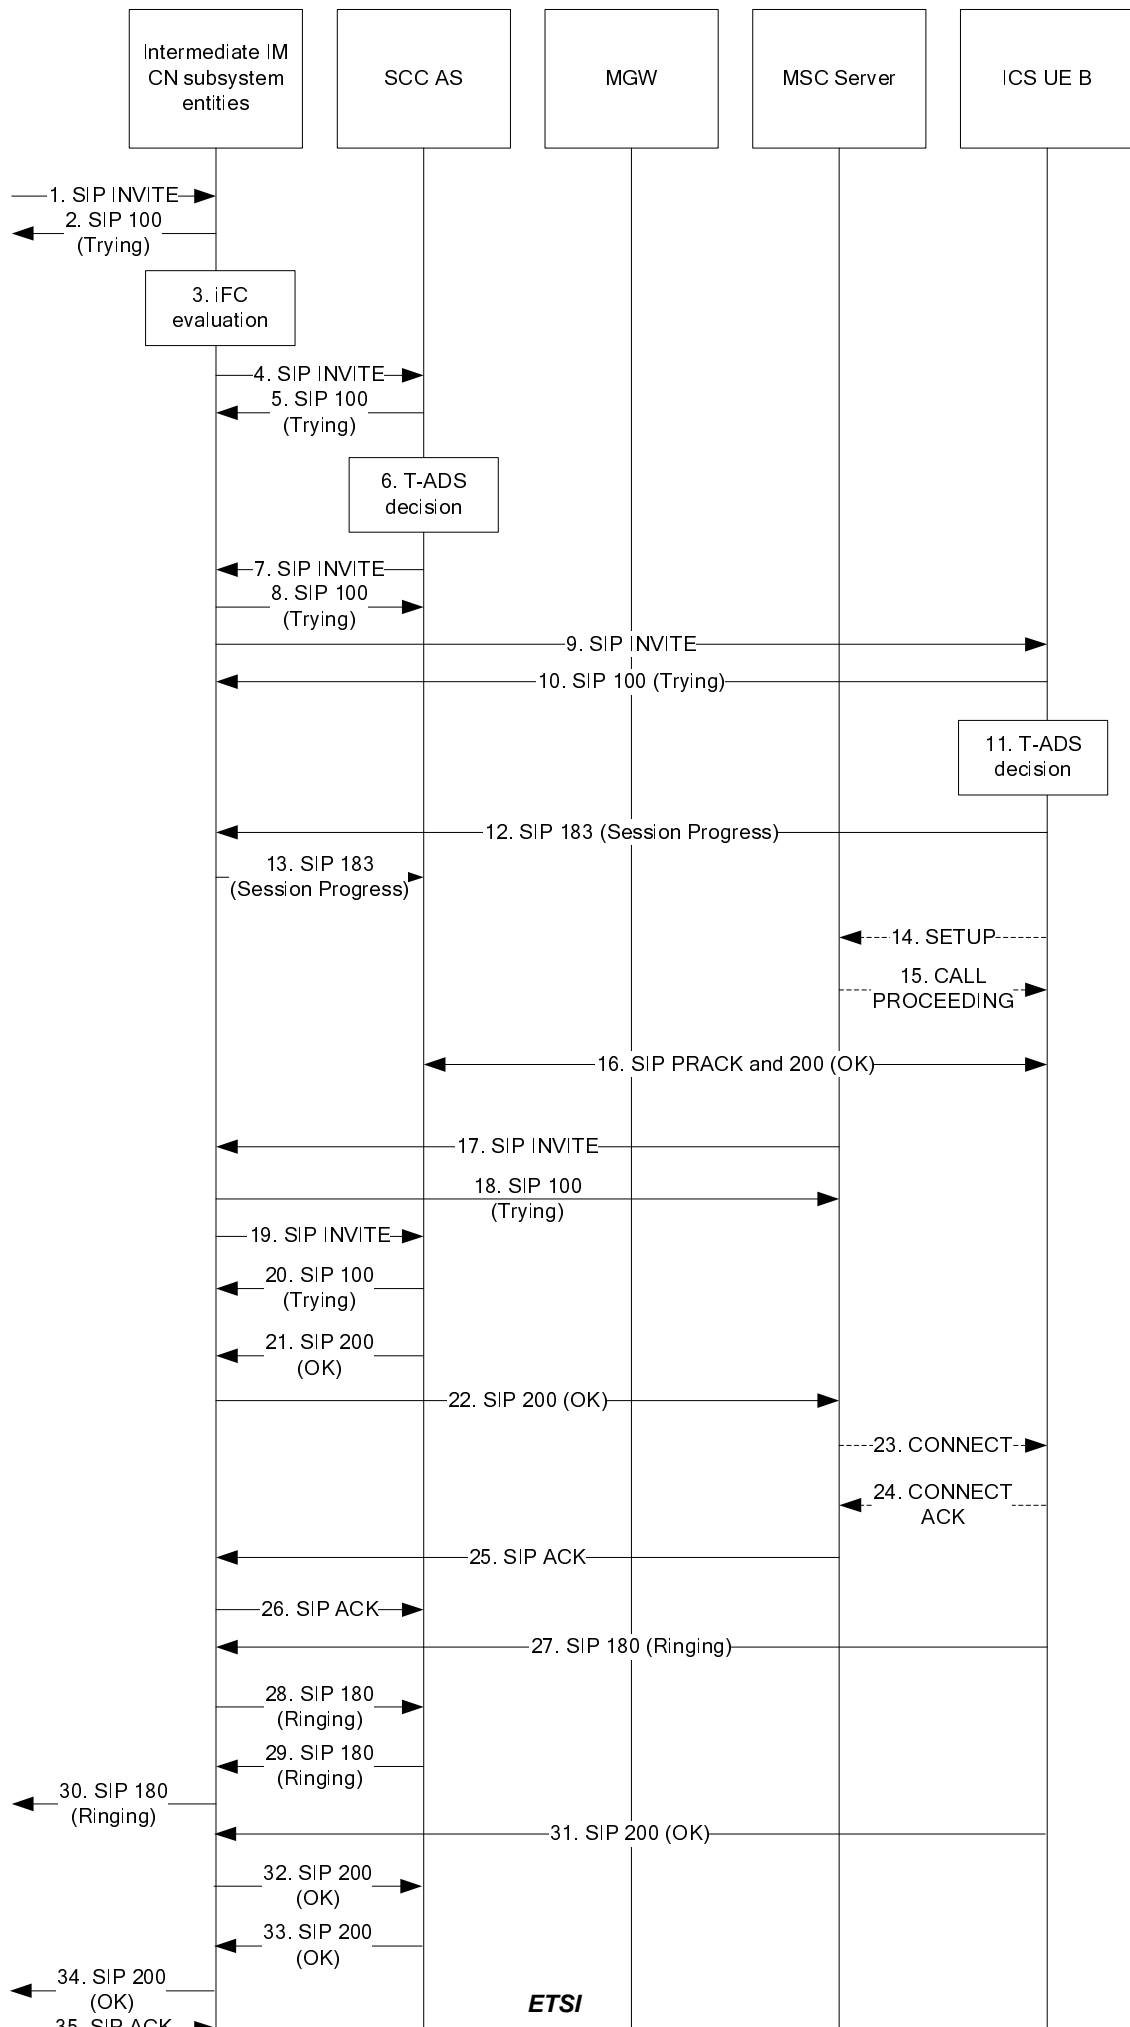 Intermediate IM
CN subsystem
entities
SCC AS
MGW
MSC Server
ICS UE B
1. SIP INVITE
2. SIP 100
(Trying)
3. iFC
evaluation
4. SIP INVITE
5. SIP 100
(Trying)
6. T-ADS
decision
7. SIP INVITE
8. SIP 100
(Trying)
9. SIP INVITE
10. SIP 100 (Trying)
11. T-ADS
decision
12. SIP 183 (Session Progress)
13. SIP 183
(Session Progress)
14. SETUP
15. CALL
PROCEEDING
16. SIP PRACK and 200 (OK)
17. SIP INVITE
18. SIP 100
(Trying)
19. SIP INVITE
20. SIP 100
(Trying)
21. SIP 200
(OK)
22. SIP 200 (OK)
23. CONNECT
24. CONNECT
ACK
25. SIP ACK
26. SIP ACK
27. SIP 180 (Ringing)
28. SIP 180
(Ringing)
29. SIP 180
(Ringing)
30. SIP 180
(Ringing)
31. SIP 200 (OK)
32. SIP 200
(OK)
33. SIP 200
(OK)
34. SIP 200
(OK)
ETSI
35. SIP ACK